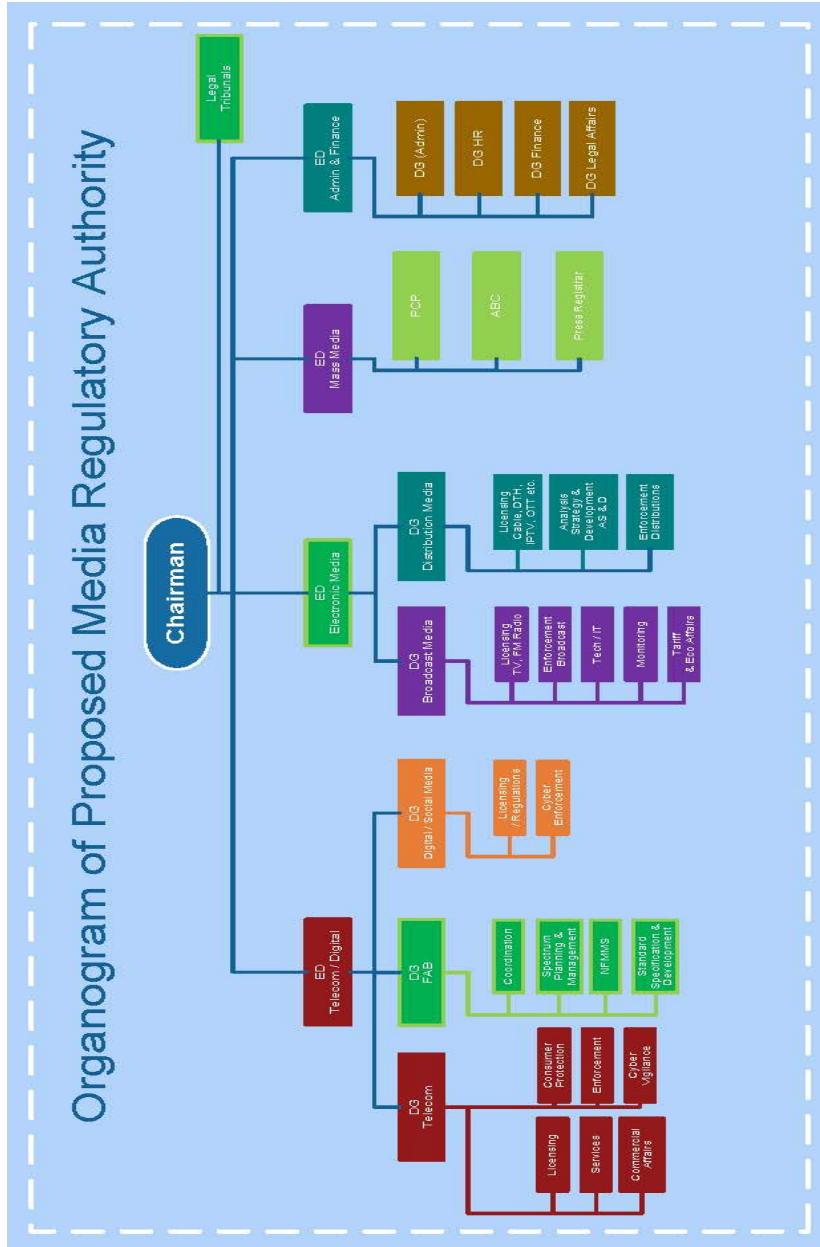 Organogram of Proposed Media Regulatory Authority
Chairman
Legal
Tribunals
ED
Telecom / Digital
ED
Electronic Media
ED
Mass Media
ED
Admin & Finance
DG
Telecom
DG
FAB
DG
Digital / Social Media
DG
Broadcast Media
DG
Distribution Media
PCP
ABC
Press Registrar
DG (Admin)
DG HR
DG Finance
DG Legal Affairs
Licensing
Services
Commercial
Affairs
Consumer
Protection
Enforcement
Cyber
Vigilance
Coordination
Spectrum
Planning &
Management
NFMMS
Standard
Specification &
Development
Licensing
/ Regulations
Cyber
Enforcement
Licensing
TV, FM Radio
Enforcement
Broadcast
Tech / IT
Monitoring
Tariff
& Eco Affairs
Licensing
Cable, DTH,
IPTV, OTT etc.
Analysis
Strategy &
Development
AS & D
Enforcement
Distributions